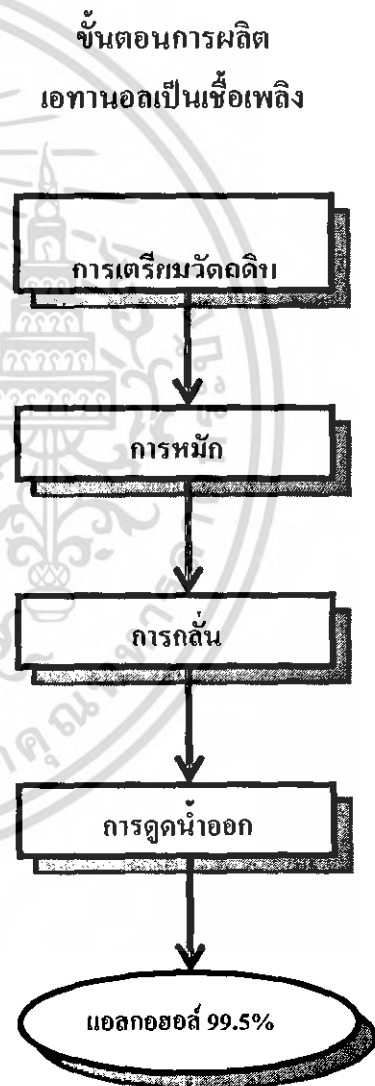 ขั้นตอนการผลิต
เอทานอลเป็นเชื้อเพลิง
การเตรียมวัตถุดิบ
การหมัก
การกลั่น
การดูดน้ำออก
แอลกอฮอล์ 99.5%